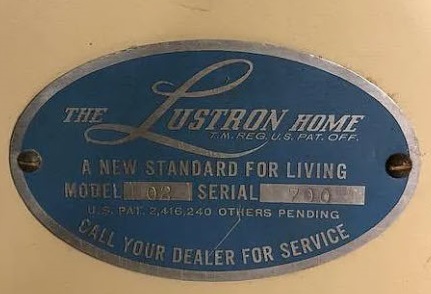 THE LUSTRON HOME
T.M. REG. U.S. PAT. OFF.
A NEW STANDARD FOR LIVING
MODEL 02 SERIAL 200
U.S. PAT. 2,416,240 OTHERS PENDING
CALL YOUR DEALER FOR SERVICE